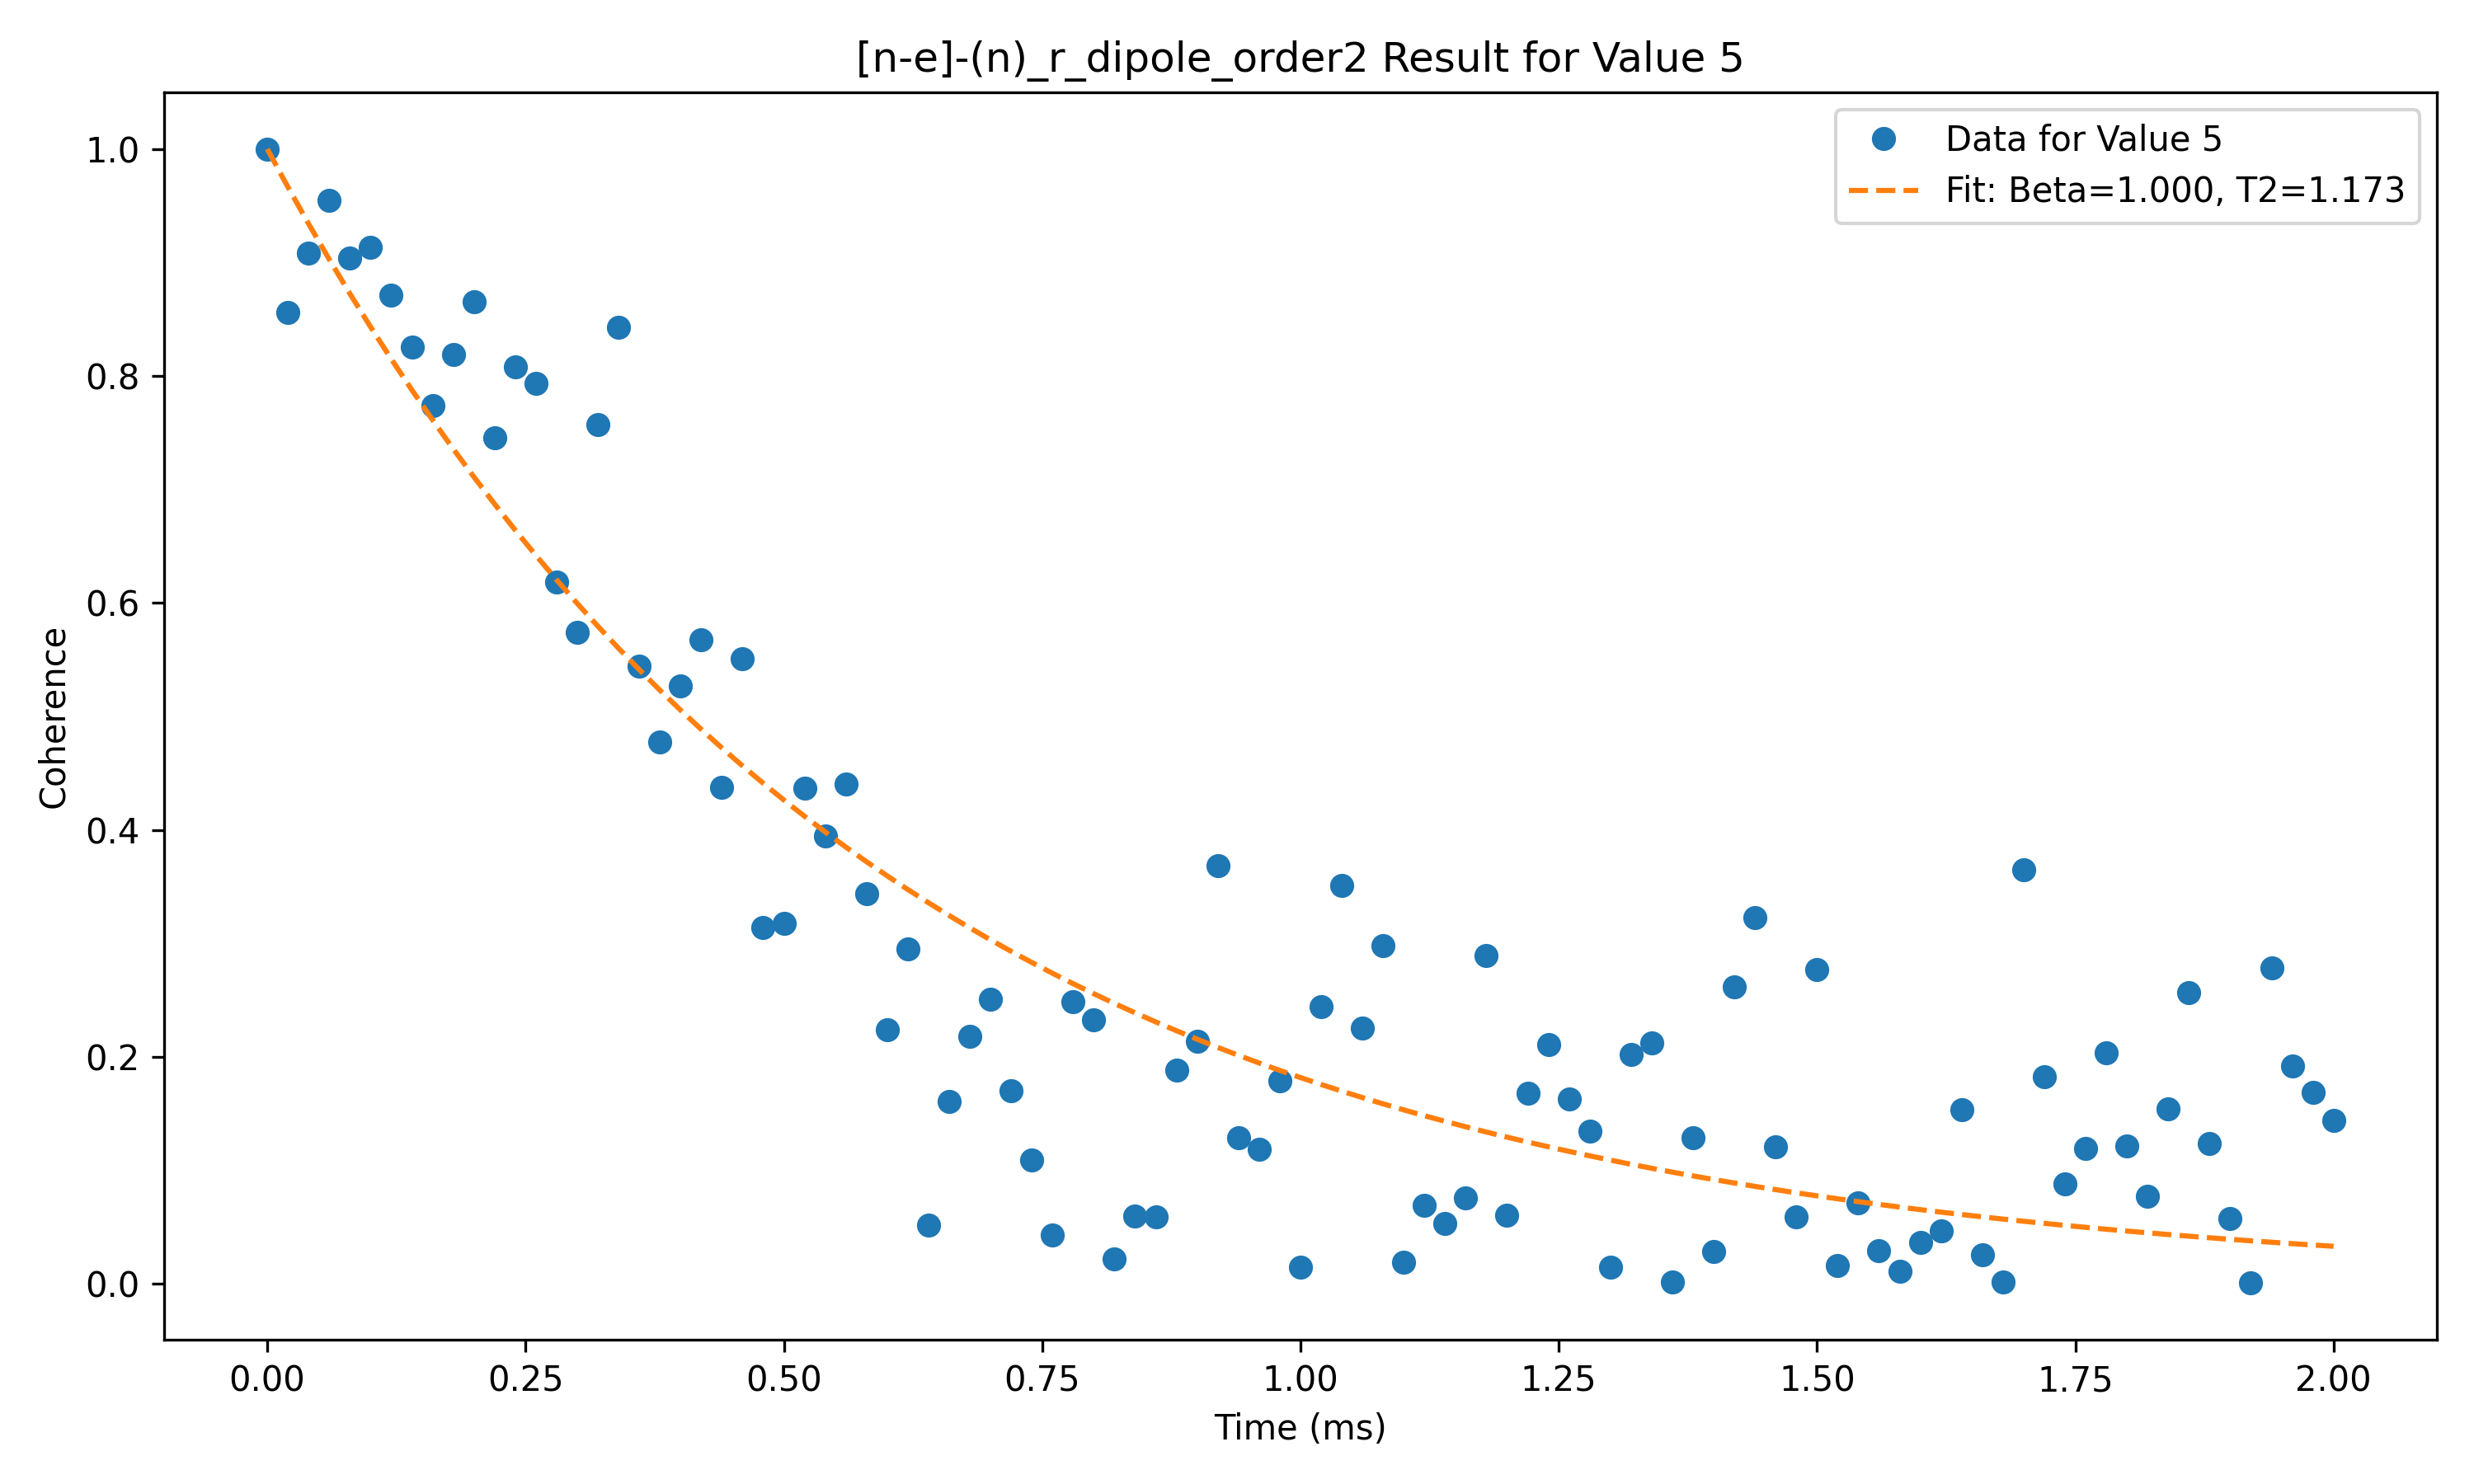 [n-e]-(n)_r_dipole_order2 Result for Value 5
Data for Value 5
Fit: Beta=1.000, T2=1.173
Coherence
1.0
0.8
0.6
0.4
0.2
0.0
0.00 0.25 0.50 0.75 1.00 1.25 1.50 1.75 2.00
Time (ms)